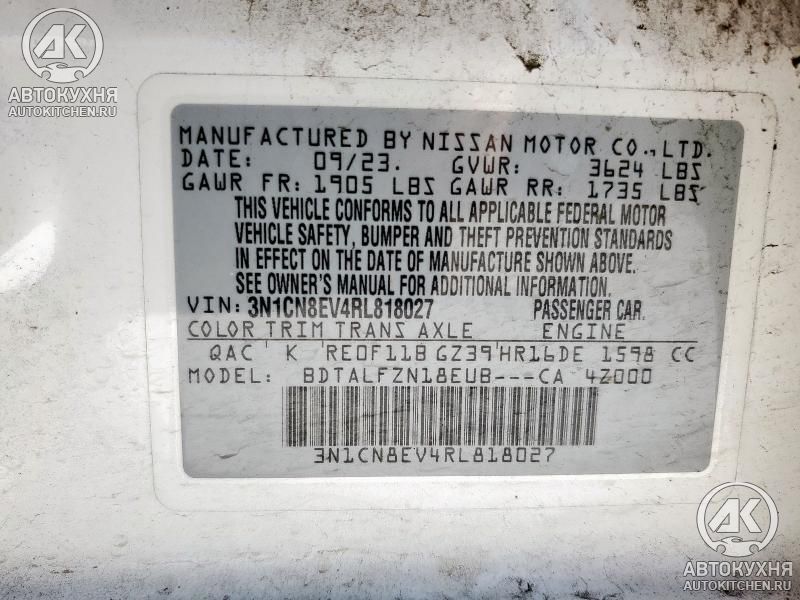 AK
АВТОКУХНЯ
AUTOKITCHEN.RU
MANUFACTURED BY NISSAN MOTOR CO.,LTD.
DATE: 09/23. GVWR: 3624 LBS
GAWR FR: 1905 LBS GAWR RR: 1735 LBS
THIS VEHICLE CONFORMS TO ALL APPLICABLE FEDERAL MOTOR
VEHICLE SAFETY, BUMPER AND THEFT PREVENTION STANDARDS
IN EFFECT ON THE DATE OF MANUFACTURE SHOWN ABOVE.
SEE OWNER'S MANUAL FOR ADDITIONAL INFORMATION.
VIN: 3N1CN8EV4RL818027 PASSENGER CAR.
COLOR TRIM TRANS AXLE ENGINE
QAC K RE0F11B GZ39 HR16DE 1598 CC
MODEL: BDTALFZN18EUB---CA 4Z000
3N1CN8EV4RL818027
AK
АВТОКУХНЯ
AUTOKITCHEN.RU